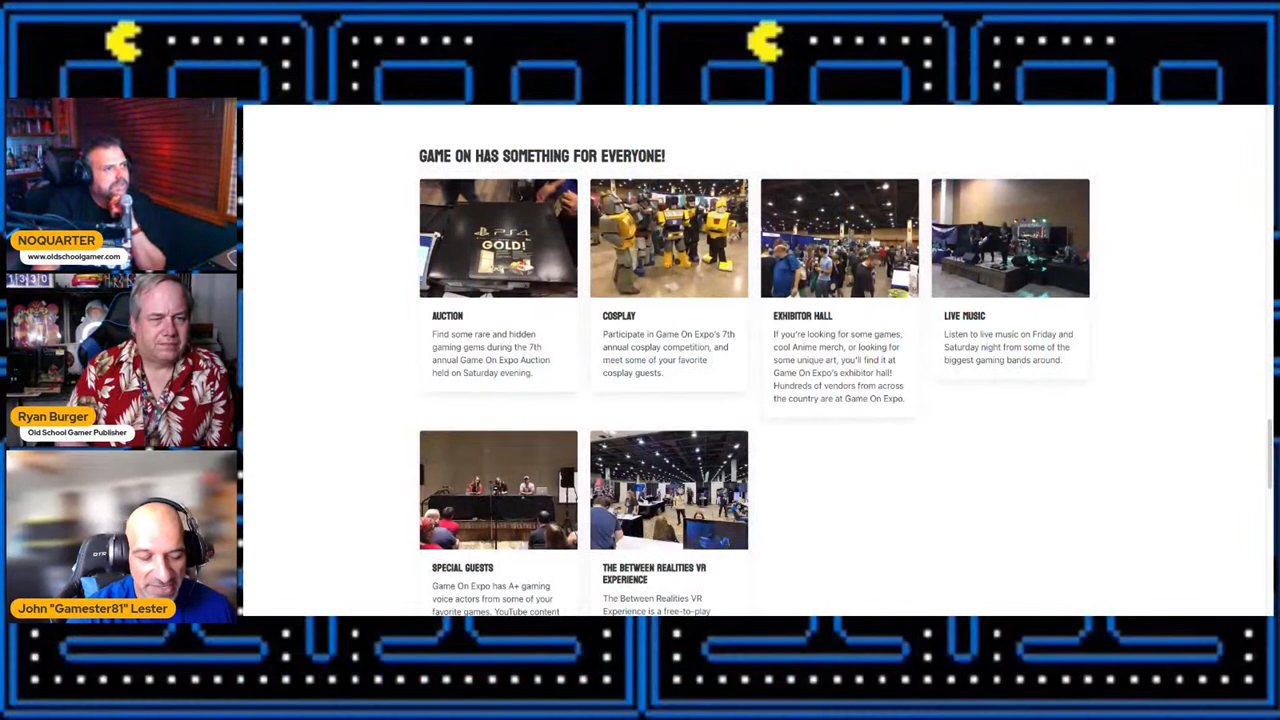 GAME ON HAS SOMETHING FOR EVERYONE!
PS4
GOLD!
AUCTION
Find some rare and hidden
gaming gems during the 7th
annual Game On Expo Auction
held on Saturday evening.
COSPLAY
Participate in Game On Expo's 7th
annual cosplay competition, and
meet some of your favorite
cosplay guests.
EXHIBITOR HALL
If you're looking for some games,
cool Anime merch, or looking for
some unique art, you'll find it at
Game On Expo's exhibitor hall!
Hundreds of vendors from across
the country are at Game On Expo.
LIVE MUSIC
Listen to live music on Friday and
Saturday night from some of the
biggest gaming bands around.
SPECIAL GUESTS
Game On Expo has A+ gaming
voice actors from some of your
favorite games, YouTube content
THE BETWEEN REALITIES VR
EXPERIENCE
The Between Realities VR
Experience is a free-to-play
NOQUARTER
www.oldschoolgamer.com
Ryan Burger
Old School Gamer Publisher
John "Gamester81" Lester